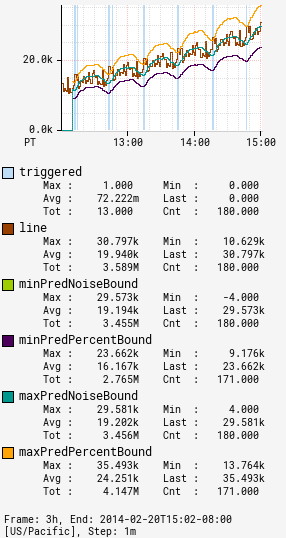 20.0k
0.0k
PT 13:00 14:00 15:00
triggered
Max : 1.000 Min : 0.000
Avg : 72.222m Last : 0.000
Tot : 13.000 Cnt : 180.000
line
Max : 30.797k Min : 10.629k
Avg : 19.940k Last : 30.797k
Tot : 3.589M Cnt : 180.000
minPredNoiseBound
Max : 29.573k Min : -4.000
Avg : 19.194k Last : 29.573k
Tot : 3.455M Cnt : 180.000
minPredPercentBound
Max : 23.662k Min : 9.176k
Avg : 16.167k Last : 23.662k
Tot : 2.765M Cnt : 171.000
maxPredNoiseBound
Max : 29.581k Min : 4.000
Avg : 19.202k Last : 29.581k
Tot : 3.456M Cnt : 180.000
maxPredPercentBound
Max : 35.493k Min : 13.764k
Avg : 24.251k Last : 35.493k
Tot : 4.147M Cnt : 171.000
Frame: 3h, End: 2014-02-20T15:02-08:00
[US/Pacific], Step: 1m